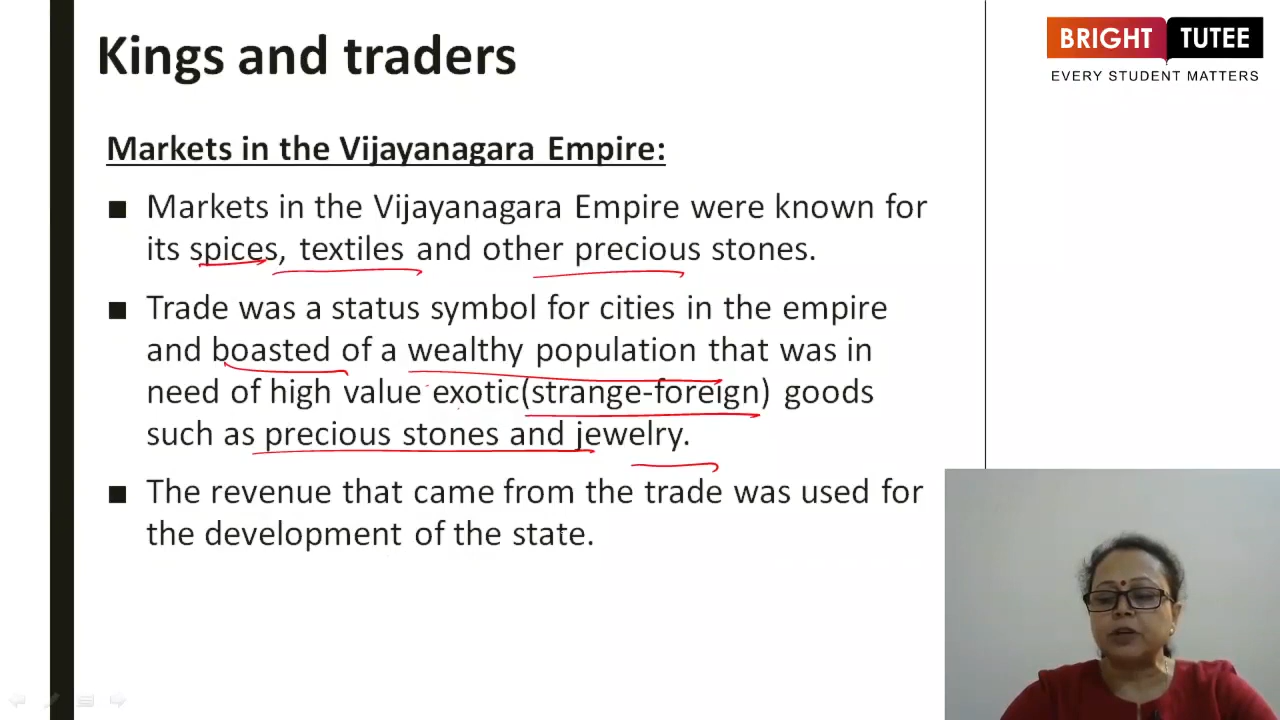 Kings and traders
BRIGHT TUTEE
EVERY STUDENT MATTERS
Markets in the Vijayanagara Empire:
■ Markets in the Vijayanagara Empire were known for
its spices, textiles and other precious stones.
■ Trade was a status symbol for cities in the empire
and boasted of a wealthy population that was in
need of high value exotic(strange-foreign) goods
such as precious stones and jewelry.
■ The revenue that came from the trade was used for
the development of the state.